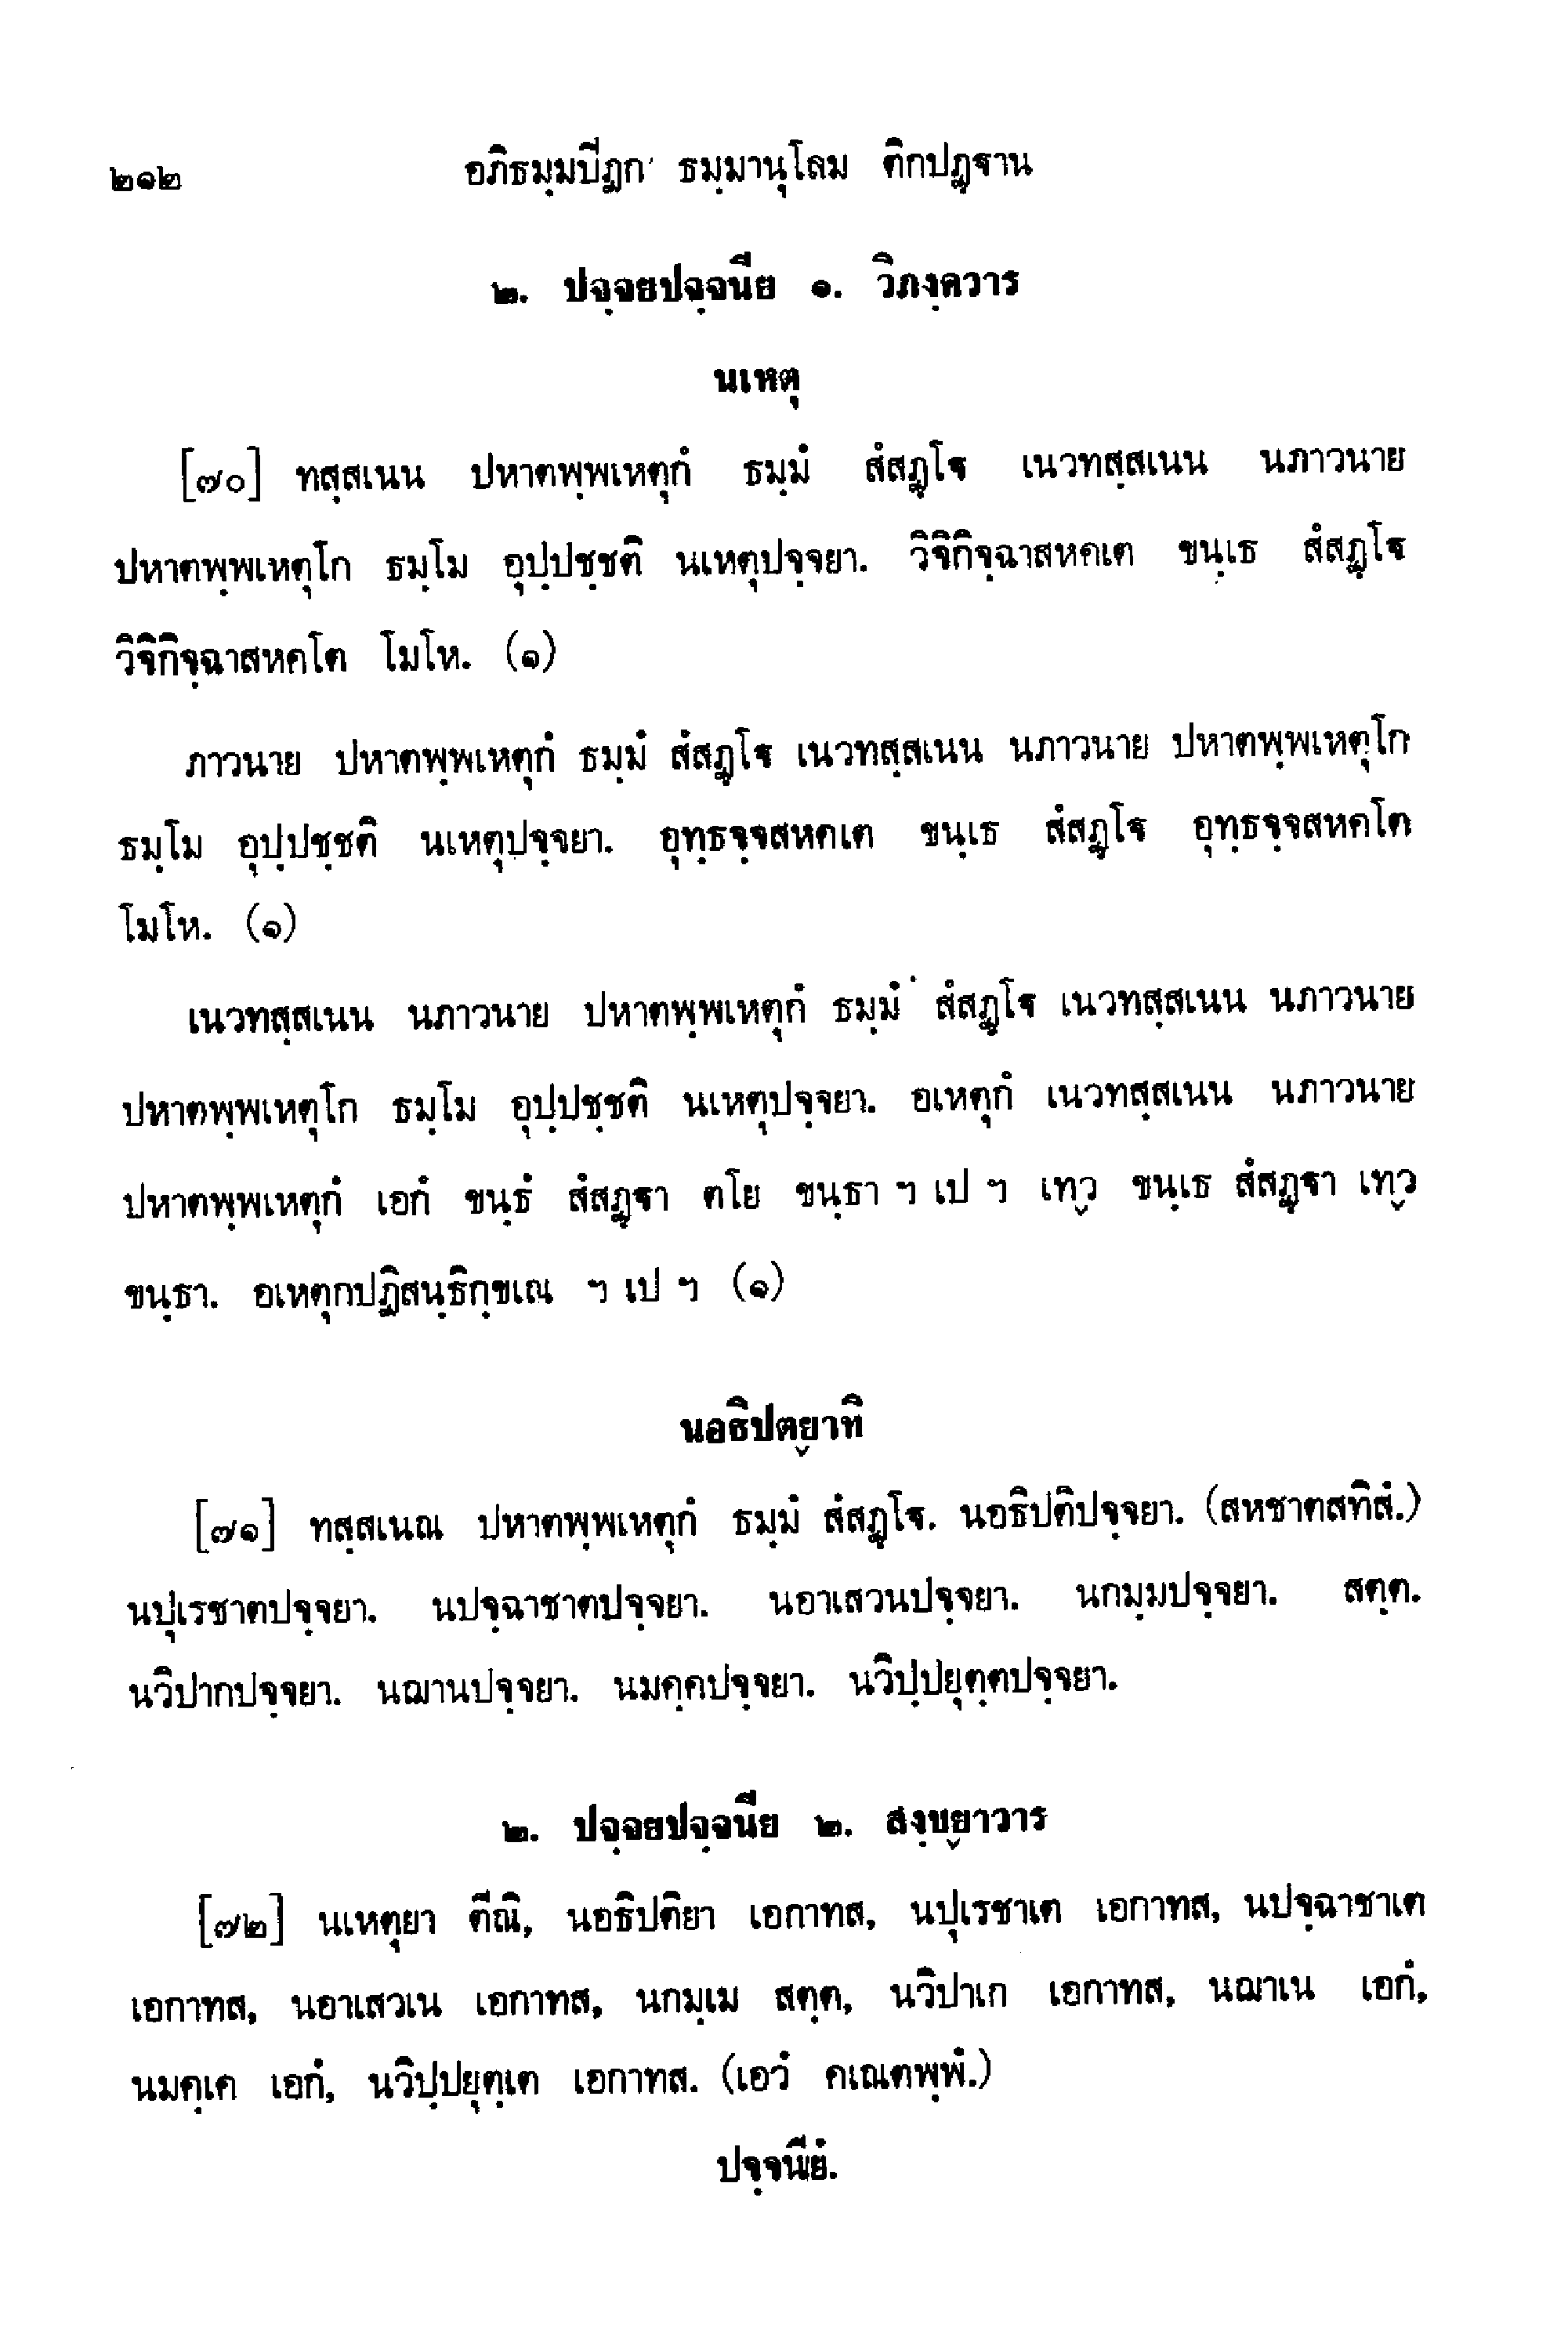 ๒๑๒ อภิธมฺมปิฏก ธมฺมานุโลม ติกปฏฺฐาน
๒. ปจฺจยปจฺจนีย ๑. วิภงฺควาร
นเหตุ
[๗๐] ทสฺสเนน ปหาตพฺพเหตุกํ ธมฺมํ สํสฏฺโฐ เนวทสฺสเนน นภาวนาย
ปหาตพฺพเหตุโก ธมฺโม อุปฺปชฺชติ นเหตุปจฺจยา. วิจิกิจฺฉาสหคเต ขนฺเธ สํสฏฺโฐ
วิจิกิจฺฉาสหคโต โมโห. (๑)
ภาวนาย ปหาตพฺพเหตุกํ ธมฺมํ สํสฏฺโฐ เนวทสฺสเนน นภาวนาย ปหาตพฺพเหตุโก
ธมฺโม อุปฺปชฺชติ นเหตุปจฺจยา. อุทฺธจฺจสหคเต ขนฺเธ สํสฏฺโฐ อุทฺธจฺจสหคโต
โมโห. (๑)
เนวทสฺสเนน นภาวนาย ปหาตพฺพเหตุกํ ธมฺมํ สํสฏฺโฐ เนวทสฺสเนน นภาวนาย
ปหาตพฺพเหตุโก ธมฺโม อุปฺปชฺชติ นเหตุปจฺจยา. อเหตุกํ เนวทสฺสเนน นภาวนาย
ปหาตพฺพเหตุกํ เอกํ ขนฺธํ สํสฏฺฐา ตโย ขนฺธา ฯ เป ฯ เทฺว ขนฺเธ สํสฏฺฐา เทฺว
ขนฺธา. อเหตุกปฏิสนฺธิกฺขเณ ฯ เป ฯ (๑)
นอธิปตฺยาทิ
[๗๑] ทสฺสเนณ ปหาตพฺพเหตุกํ ธมฺมํ สํสฏฺโฐ. นอธิปติปจฺจยา. (สหชาตสทิสํ.)
นปุเรชาตปจฺจยา. นปจฺฉาชาตปจฺจยา. นอาเสวนปจฺจยา. นกมฺมปจฺจยา. สตฺต.
นวิปากปจฺจยา. นฌานปจฺจยา. นมคฺคปจฺจยา. นวิปฺปยุตฺตปจฺจยา.
๒. ปจฺจยปจฺจนีย ๒. สงฺขฺยาวาร
[๗๒] นเหตุยา ตีณิ, นอธิปติยา เอกาทส, นปุเรชาเต เอกาทส, นปจฺฉาชาเต
เอกาทส, นอาเสวเน เอกาทส, นกมฺเม สตฺต, นวิปาเก เอกาทส, นฌาเน เอกํ,
นมคฺเค เอกํ, นวิปฺปยุตฺเต เอกาทส. (เอวํ คเณตพฺพํ.)
ปจฺจนียํ.